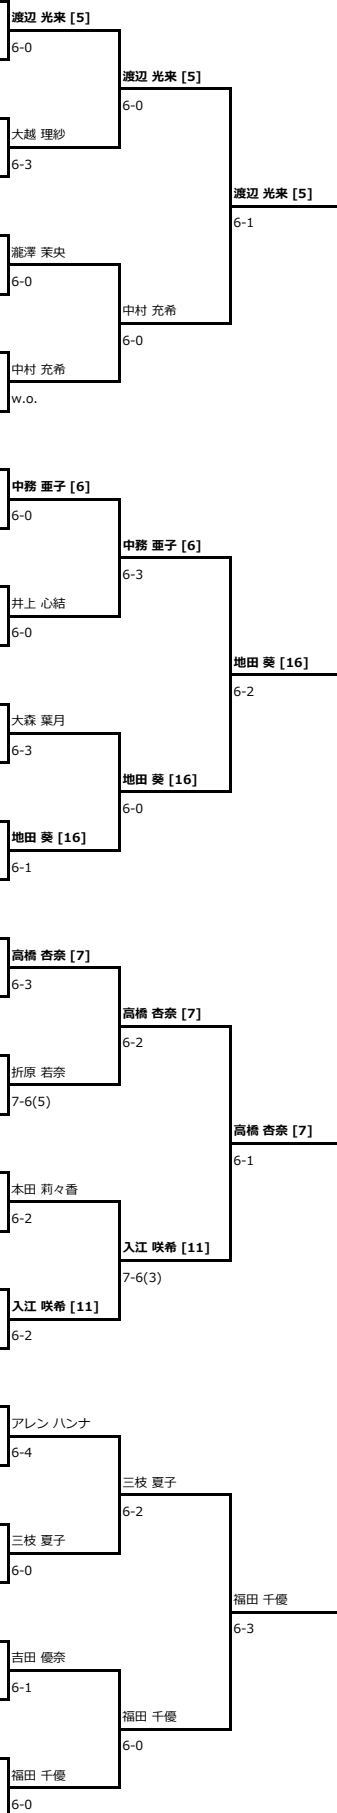 渡辺 光来 [5]
6-0
渡辺 光来 [5]
6-0
大越 理紗
6-3
渡辺 光来 [5]
6-1
瀧澤 茉央
6-0
中村 充希
6-0
中村 充希
w.o.
中務 亜子 [6]
6-0
中務 亜子 [6]
6-3
井上 心結
6-0
地田 葵 [16]
6-2
大森 葉月
6-3
地田 葵 [16]
6-0
地田 葵 [16]
6-1
高橋 杏奈 [7]
6-3
高橋 杏奈 [7]
6-2
折原 若奈
7-6(5)
高橋 杏奈 [7]
6-1
本田 莉々香
6-2
入江 咲希 [11]
7-6(3)
入江 咲希 [11]
6-2
アレン ハンナ
6-4
三枝 夏子
6-2
三枝 夏子
6-0
福田 千優
6-3
吉田 優奈
6-1
福田 千優
6-0
福田 千優
6-0